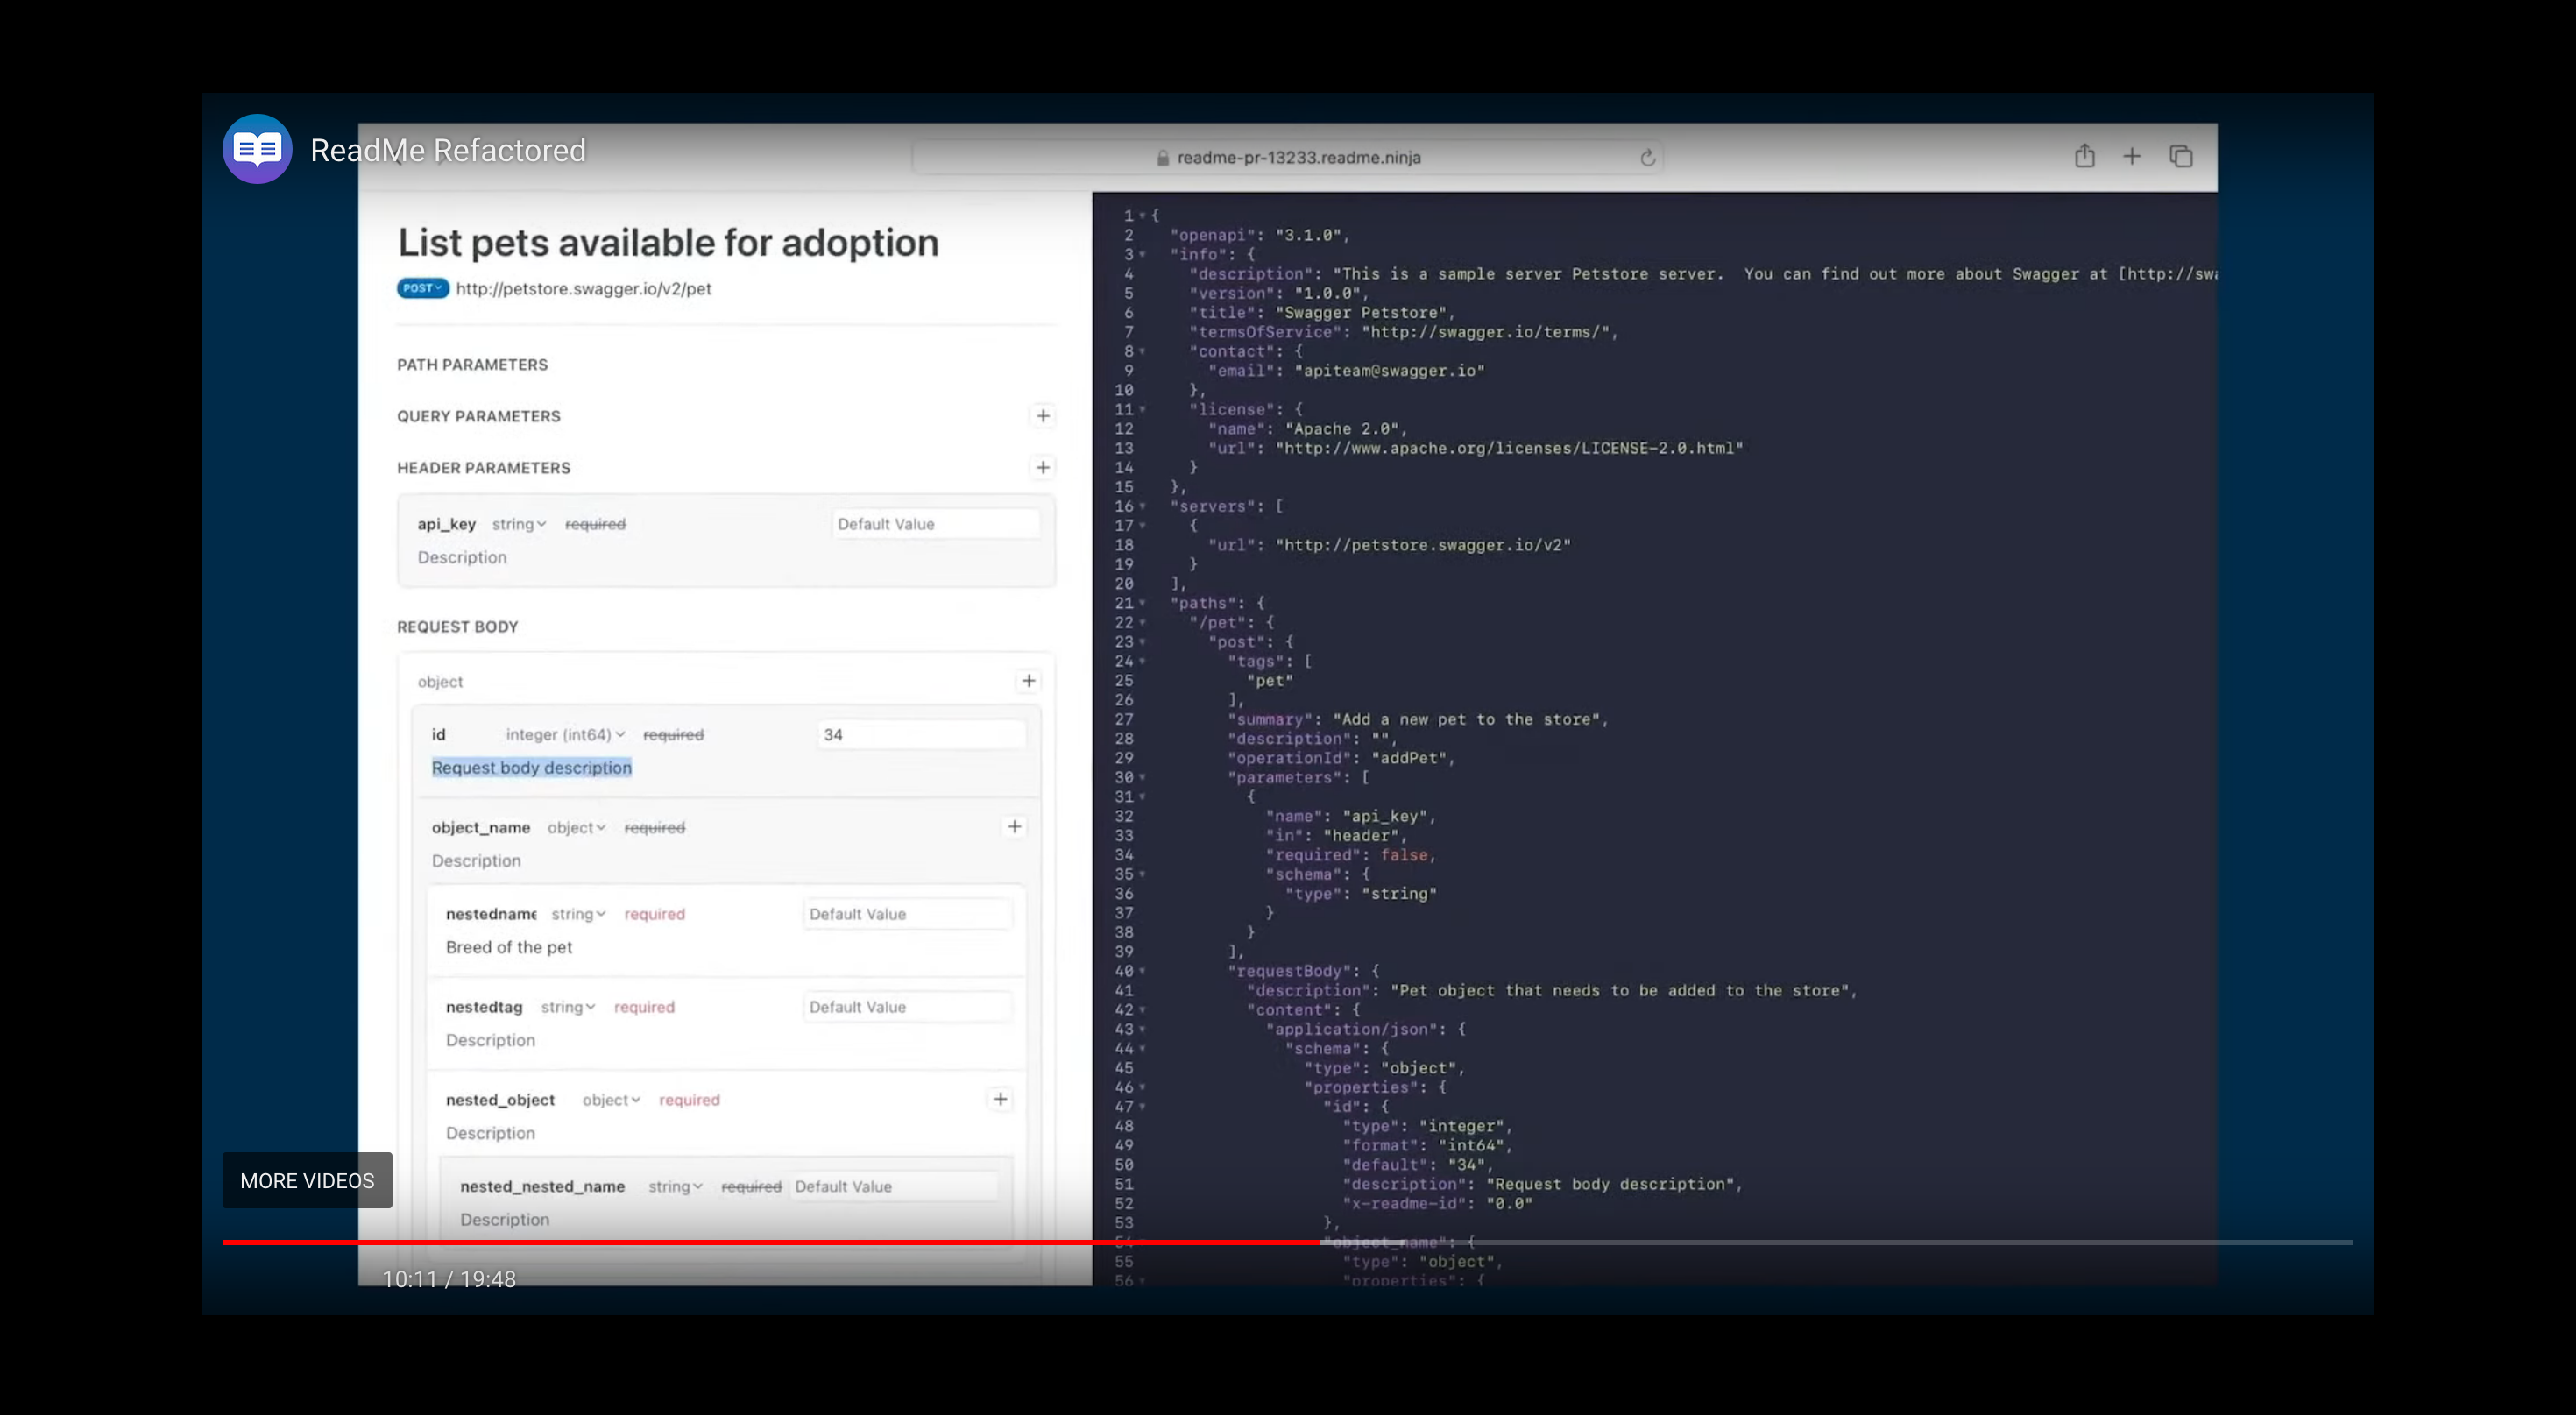 ReadMe Refactored
readme-pr-13233.readme.ninja
List pets available for adoption
POST http://petstore.swagger.io/v2/pet
PATH PARAMETERS
QUERY PARAMETERS
HEADER PARAMETERS
api_key string required Default Value
Description
REQUEST BODY
object
id integer (int64) required 34
Request body description
object_name object required
Description
nestedname string required Default Value
Breed of the pet
nestedtag string required Default Value
Description
nested_object object required
Description
nested_nested_name string required Default Value
Description
MORE VIDEOS
10:11 / 19:48
1 {
2 "openapi": "3.1.0",
3 "info": {
4 "description": "This is a sample server Petstore server. You can find out more about Swagger at [http://swa
5 "version": "1.0.0",
6 "title": "Swagger Petstore",
7 "termsOfService": "http://swagger.io/terms/",
8 "contact": {
9 "email": "apiteam@swagger.io"
10 },
11 "license": {
12 "name": "Apache 2.0",
13 "url": "http://www.apache.org/licenses/LICENSE-2.0.html"
14 }
15 },
16 "servers": [
17 {
18 "url": "http://petstore.swagger.io/v2"
19 }
20 ],
21 "paths": {
22 "/pet": {
23 "post": {
24 "tags": [
25 "pet"
26 ],
27 "summary": "Add a new pet to the store",
28 "description": "",
29 "operationId": "addPet",
30 "parameters": [
31 {
32 "name": "api_key",
33 "in": "header",
34 "required": false,
35 "schema": {
36 "type": "string"
37 }
38 }
39 ],
40 "requestBody": {
41 "description": "Pet object that needs to be added to the store",
42 "content": {
43 "application/json": {
44 "schema": {
45 "type": "object",
46 "properties": {
47 "id": {
48 "type": "integer",
49 "format": "int64",
50 "default": "34",
51 "description": "Request body description",
52 "x-readme-id": "0.0"
53 },
54 "object_name": {
55 "type": "object",
56 "properties": {